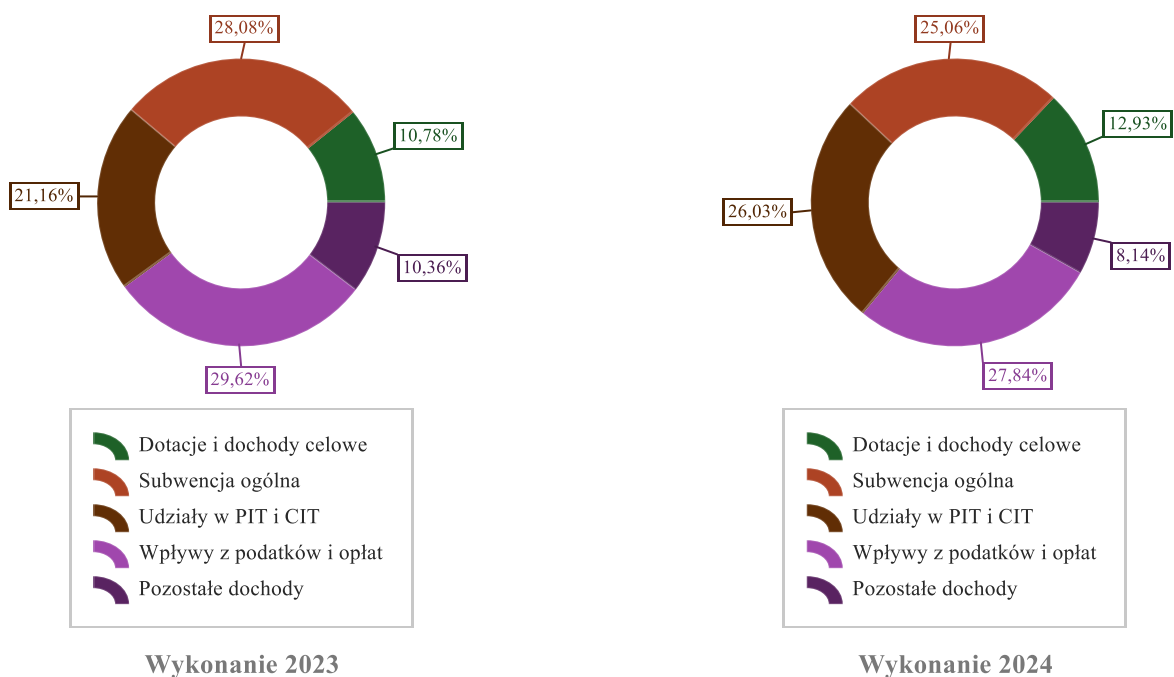 28,08%
10,78%
21,16%
10,36%
29,62%
Dotacje i dochody celowe
Subwencja ogólna
Udziały w PIT i CIT
Wpływy z podatków i opłat
Pozostałe dochody
Wykonanie 2023
25,06%
12,93%
26,03%
8,14%
27,84%
Dotacje i dochody celowe
Subwencja ogólna
Udziały w PIT i CIT
Wpływy z podatków i opłat
Pozostałe dochody
Wykonanie 2024